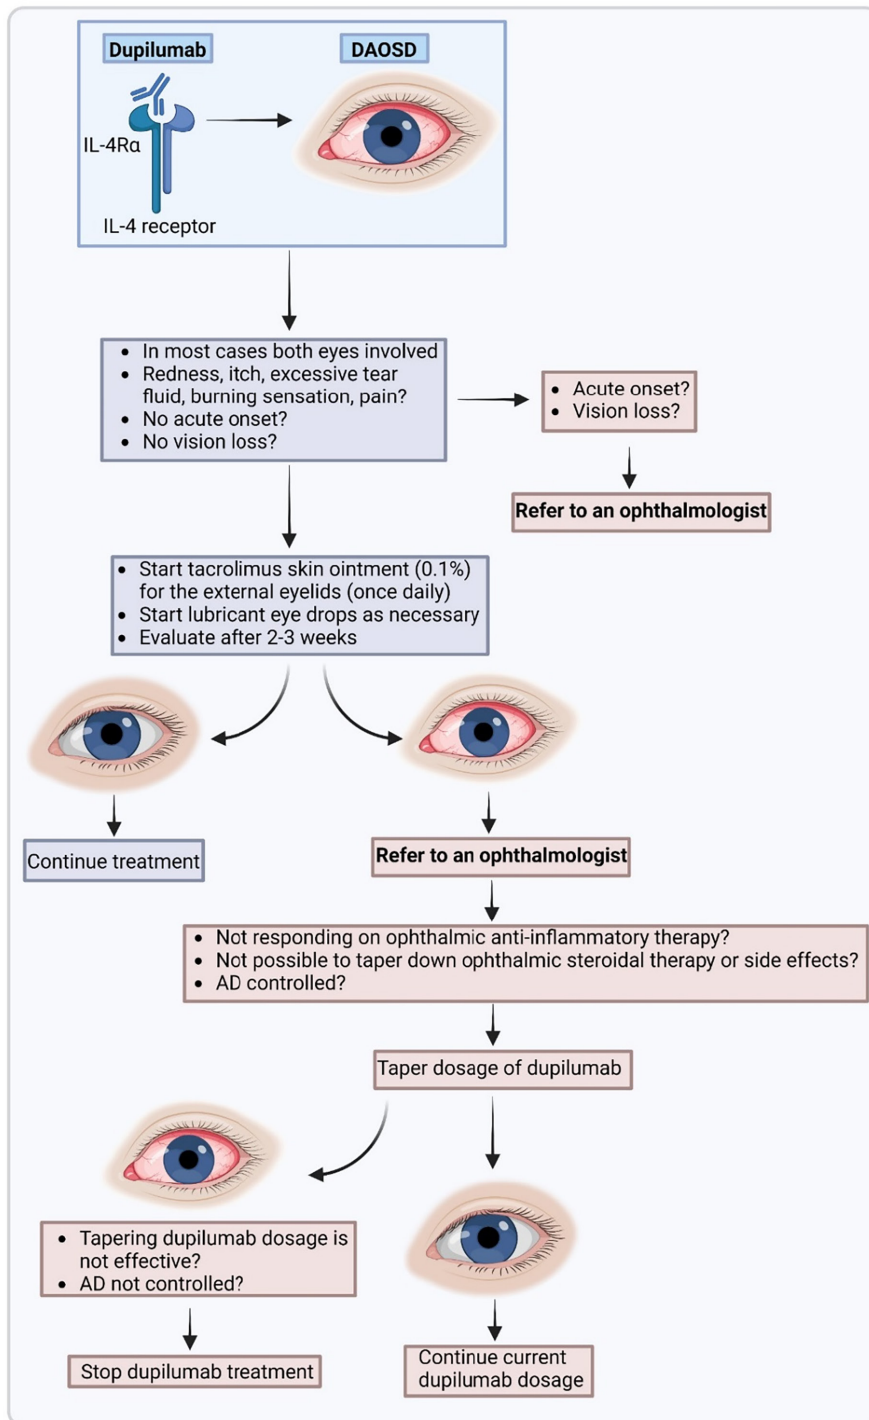 Dupilumab
DAOSD
IL-4Rα
IL-4 receptor
• In most cases both eyes involved
• Redness, itch, excessive tear
fluid, burning sensation, pain?
• No acute onset?
• No vision loss?
• Acute onset?
• Vision loss?
Refer to an ophthalmologist
• Start tacrolimus skin ointment (0.1%)
for the external eyelids (once daily)
• Start lubricant eye drops as necessary
• Evaluate after 2-3 weeks
Continue treatment
Refer to an ophthalmologist
• Not responding on ophthalmic anti-inflammatory therapy?
• Not possible to taper down ophthalmic steroidal therapy or side effects?
• AD controlled?
Taper dosage of dupilumab
• Tapering dupilumab dosage is
not effective?
• AD not controlled?
Stop dupilumab treatment
Continue current
dupilumab dosage